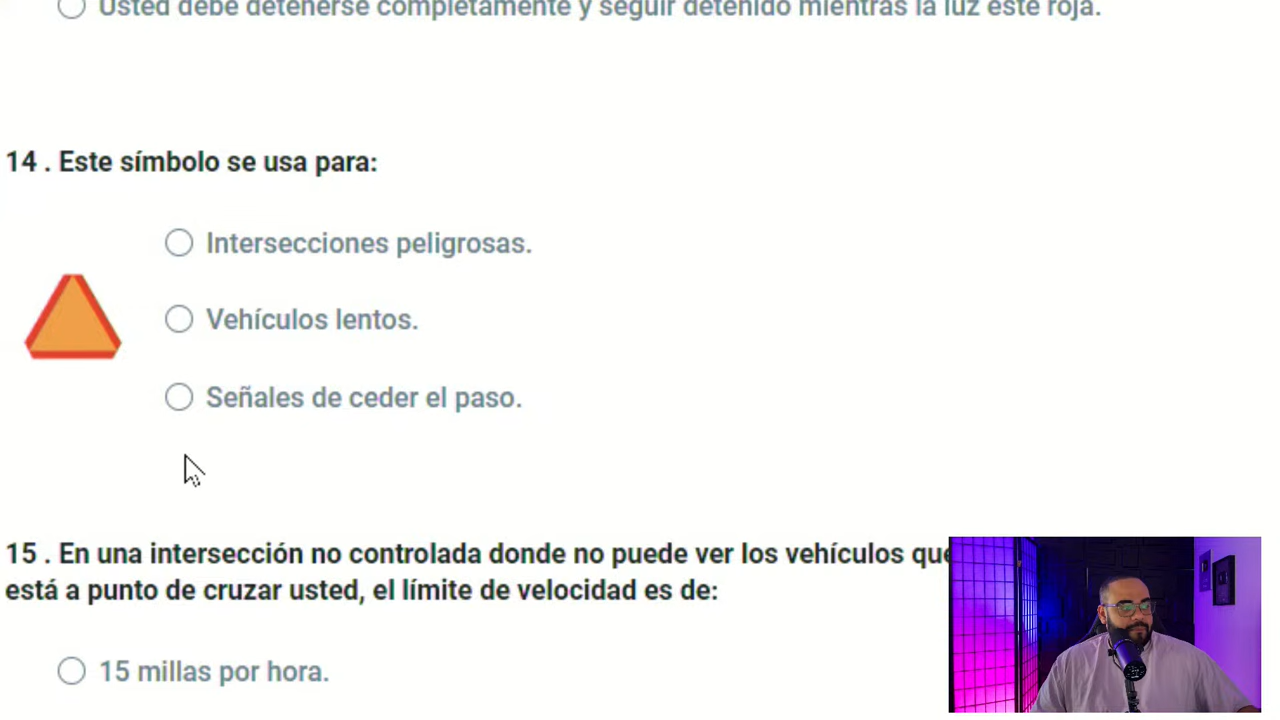 Usted debe detenerse completamente y seguir detenido mientras la luz esté roja.
14 . Este símbolo se usa para:
Intersecciones peligrosas.
Vehículos lentos.
Señales de ceder el paso.
15 . En una intersección no controlada donde no puede ver los vehículos que
está a punto de cruzar usted, el límite de velocidad es de:
15 millas por hora.